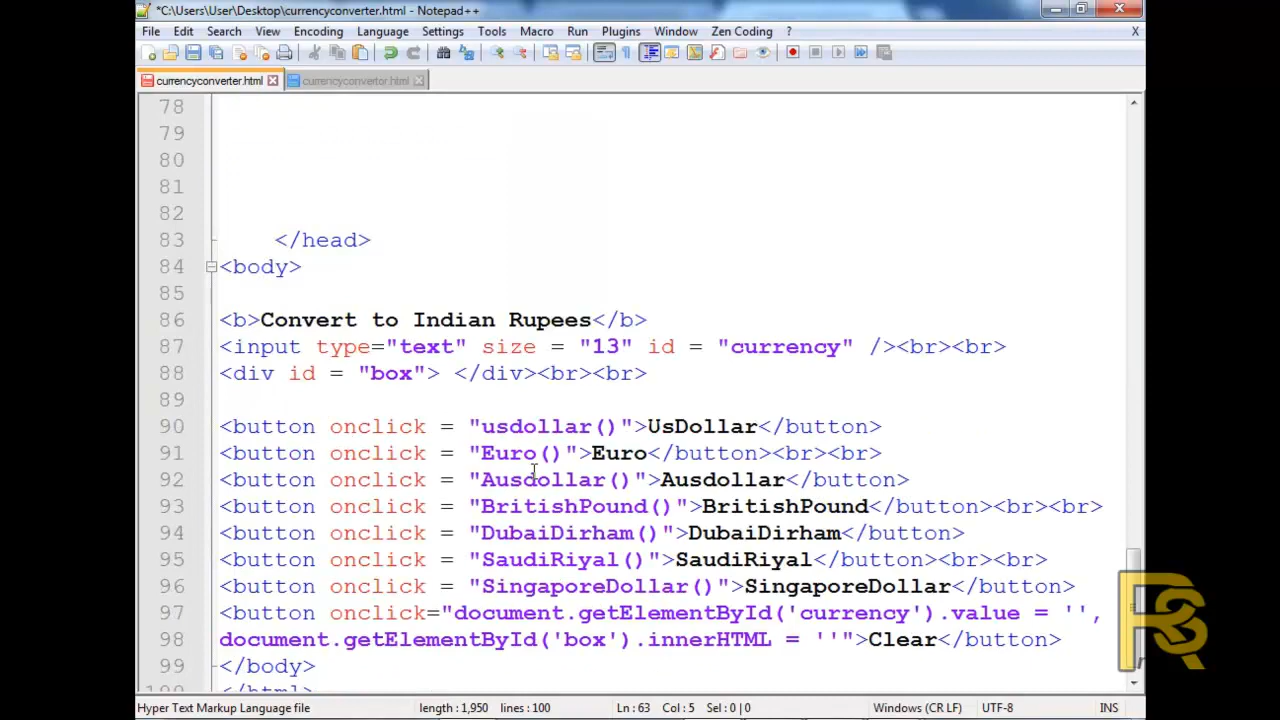 *C:\Users\User\Desktop\currencyconverter.html - Notepad++
File Edit Search View Encoding Language Settings Tools Macro Run Plugins Window Zen Coding ? X
currencyconverter.html currencyconvertor.html
78
79
80
81
82
83 </head>
84 <body>
85
86 <b>Convert to Indian Rupees</b>
87 <input type="text" size = "13" id = "currency" /><br><br>
88 <div id = "box"> </div><br><br>
89
90 <button onclick = "usdollar()">UsDollar</button>
91 <button onclick = "Euro()">Euro</button><br><br>
92 <button onclick = "Ausdollar()">Ausdollar</button>
93 <button onclick = "BritishPound()">BritishPound</button><br><br>
94 <button onclick = "DubaiDirham()">DubaiDirham</button>
95 <button onclick = "SaudiRiyal()">SaudiRiyal</button><br><br>
96 <button onclick = "SingaporeDollar()">SingaporeDollar</button>
97 <button onclick="document.getElementById('currency').value = '',
98 document.getElementById('box').innerHTML = ''">Clear</button>
99 </body>
100 </html>
Hyper Text Markup Language file length : 1,950 lines : 100 Ln : 63 Col : 5 Sel : 0 | 0 Windows (CR LF) UTF-8 INS